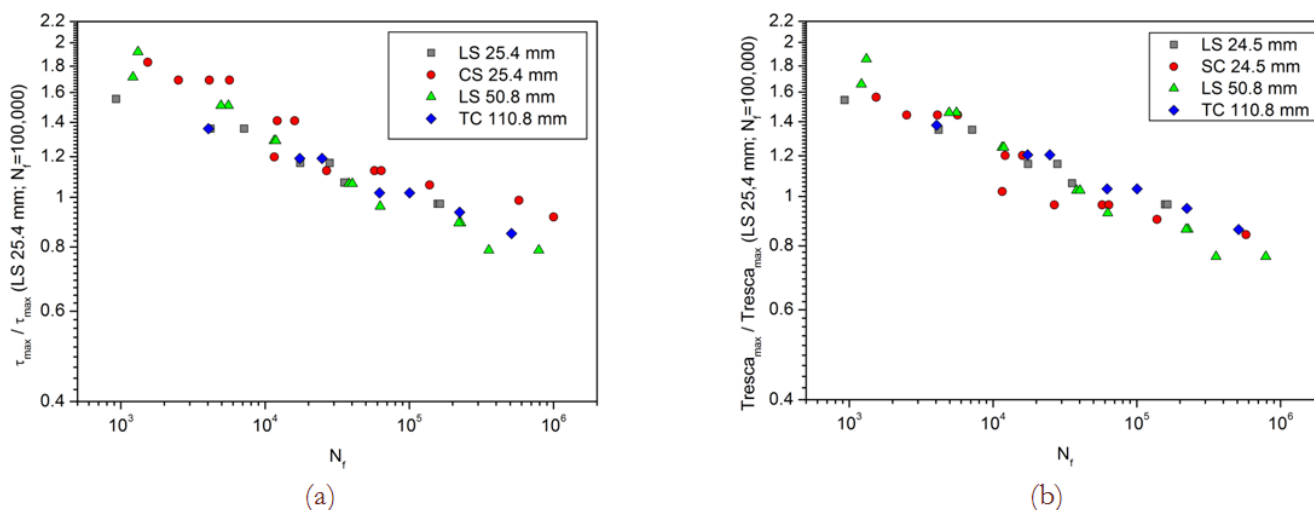 2.2
2
1.8
1.6
1.4
1.2
1
0.8
0.6
0.4
τmax / τmax (LS 25.4 mm; Nf=100,000)
LS 25.4 mm
CS 25.4 mm
LS 50.8 mm
TC 110.8 mm
10³ 10⁴ 10⁵ 10⁶
Nf
(a)
2.2
2
1.8
1.6
1.4
1.2
1
0.8
0.6
0.4
Trescamax / Trescamax (LS 25,4 mm; Nf=100,000)
LS 24.5 mm
SC 24.5 mm
LS 50.8 mm
TC 110.8 mm
10³ 10⁴ 10⁵ 10⁶
Nf
(b)